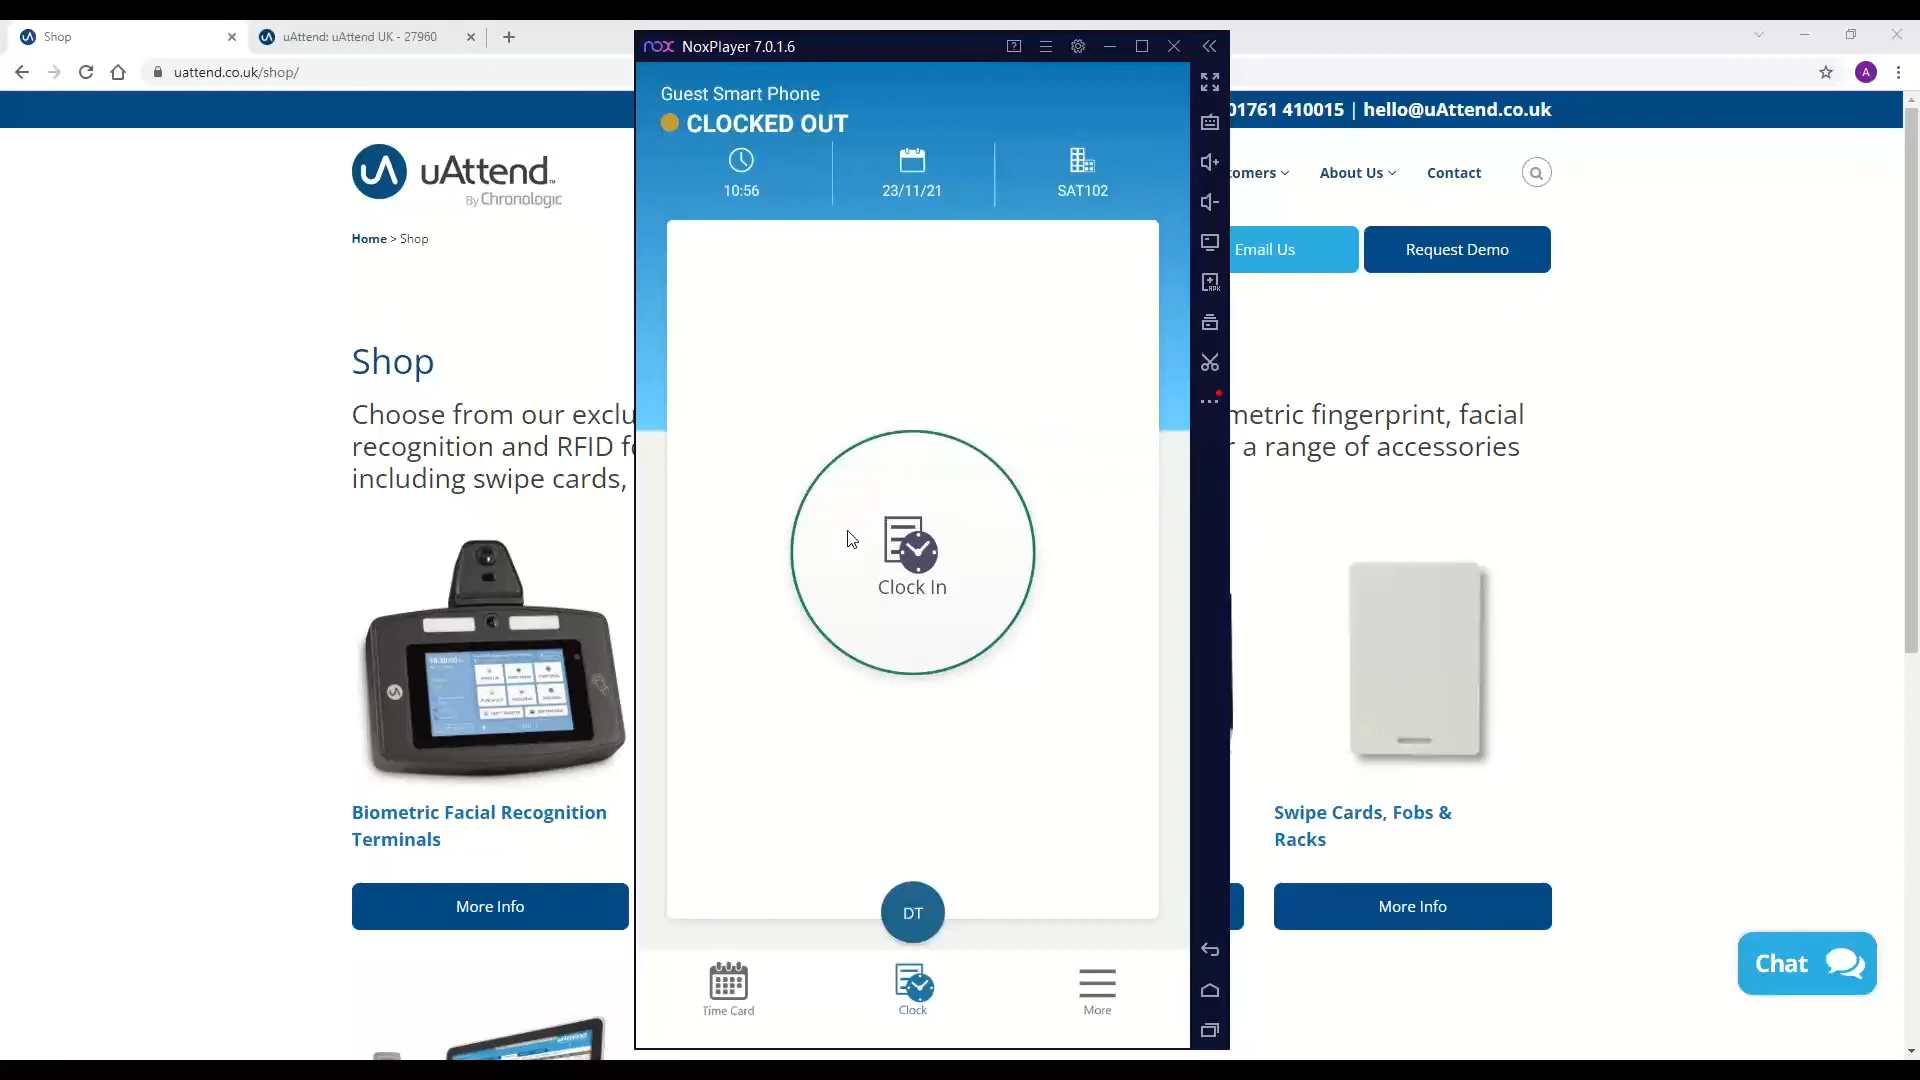 Shop
uAttend: uAttend UK - 27960
uattend.co.uk/shop/
A
nox NoxPlayer 7.0.1.6
Guest Smart Phone
CLOCKED OUT
10:56
23/11/21
SAT102
01761 410015 | hello@uAttend.co.uk
uAttend™
By Chronologic
tomers
About Us
Contact
Home > Shop
Email Us
Request Demo
Shop
Choose from our exclu
metric fingerprint, facial
recognition and RFID f
r a range of accessories
including swipe cards,
Clock In
Biometric Facial Recognition
Terminals
Swipe Cards, Fobs &
Racks
More Info
More Info
DT
Chat
Time Card
Clock
More